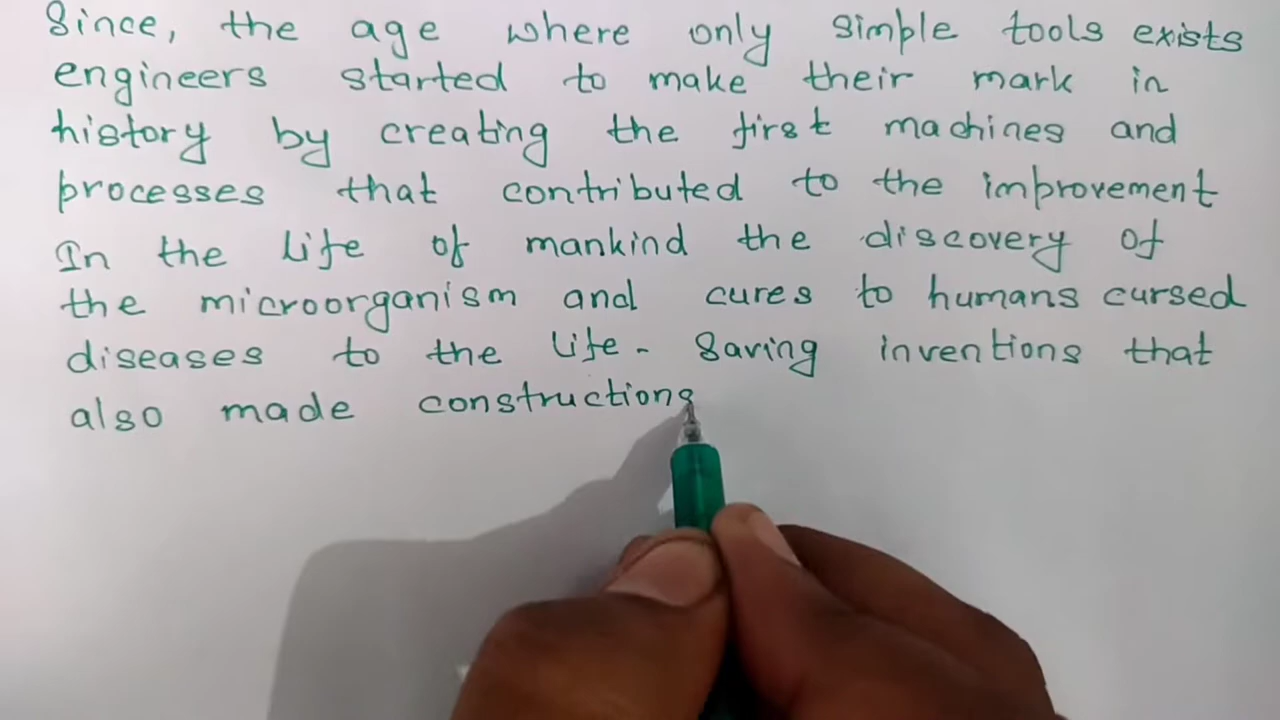 Since, the age where only simple tools exists
engineers started to make their mark in
history by creating the first machines and
processes that contributed to the improvement
In the life of mankind the discovery of
the microorganism and cures to humans cursed
diseases to the life - Saving inventions that
also made constructions